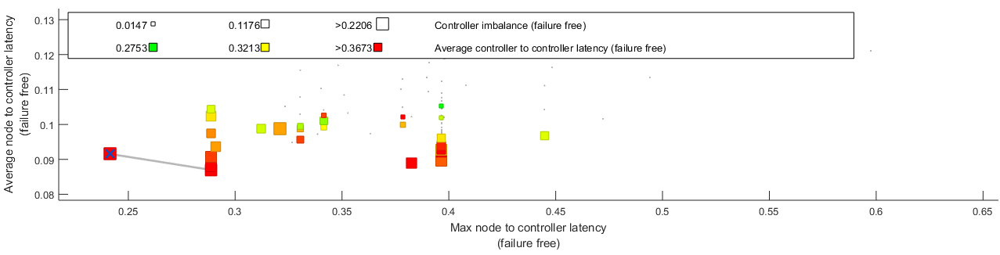 0.13
0.12
0.11
0.1
0.09
0.08
Average node to controller latency
(failure free)
0.0147 0.1176 >0.2206 Controller imbalance (failure free)
0.2753 0.3213 >0.3673 Average controller to controller latency (failure free)
0.25 0.3 0.35 0.4 0.45 0.5 0.55 0.6 0.65
Max node to controller latency
(failure free)